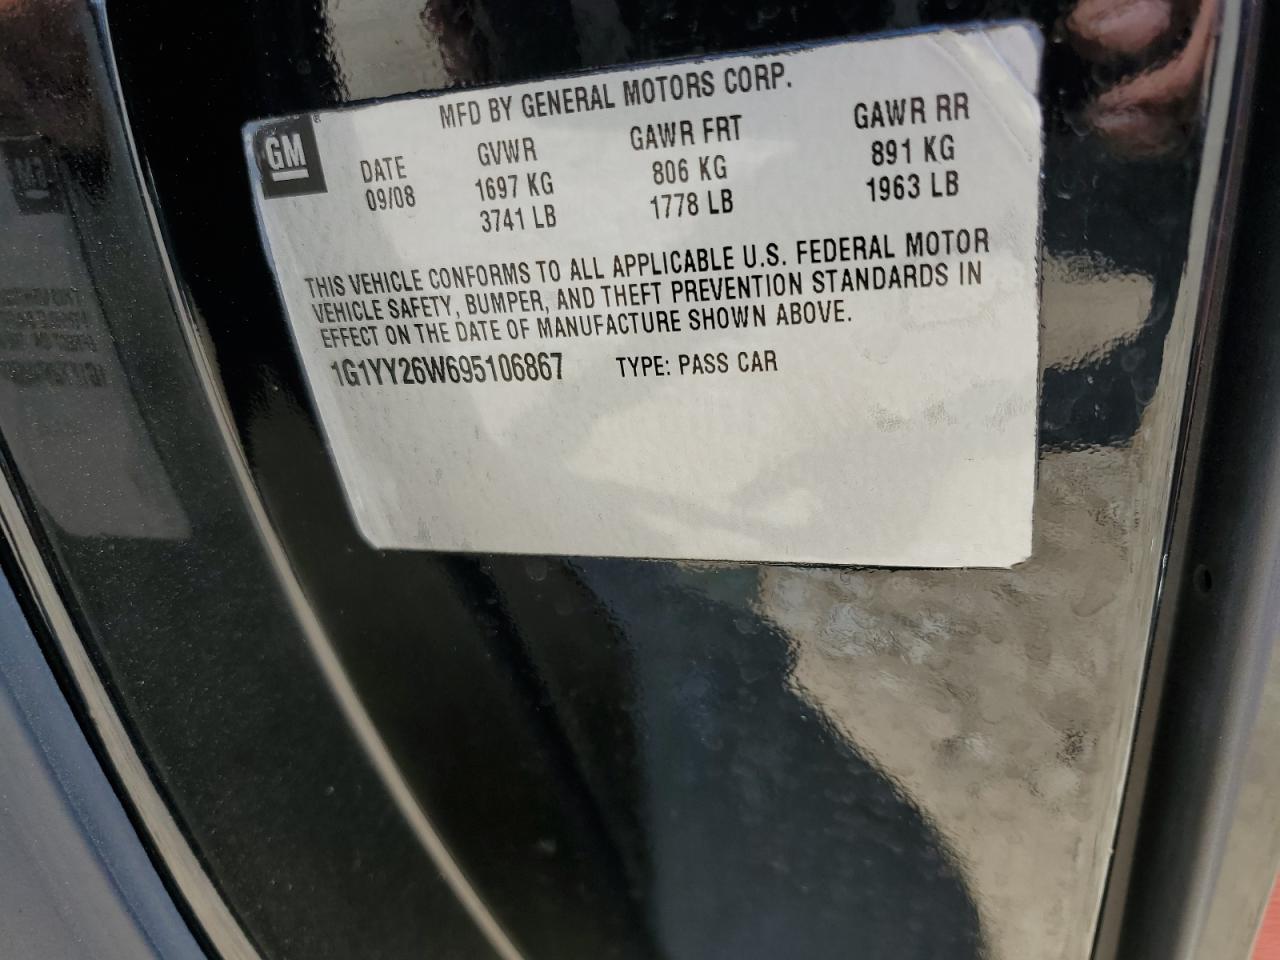 MFD BY GENERAL MOTORS CORP.
GM
DATE GVWR GAWR FRT GAWR RR
09/08 1697 KG 806 KG 891 KG
3741 LB 1778 LB 1963 LB
THIS VEHICLE CONFORMS TO ALL APPLICABLE U.S. FEDERAL MOTOR
VEHICLE SAFETY, BUMPER, AND THEFT PREVENTION STANDARDS IN
EFFECT ON THE DATE OF MANUFACTURE SHOWN ABOVE.
1G1YY26W695106867 TYPE: PASS CAR